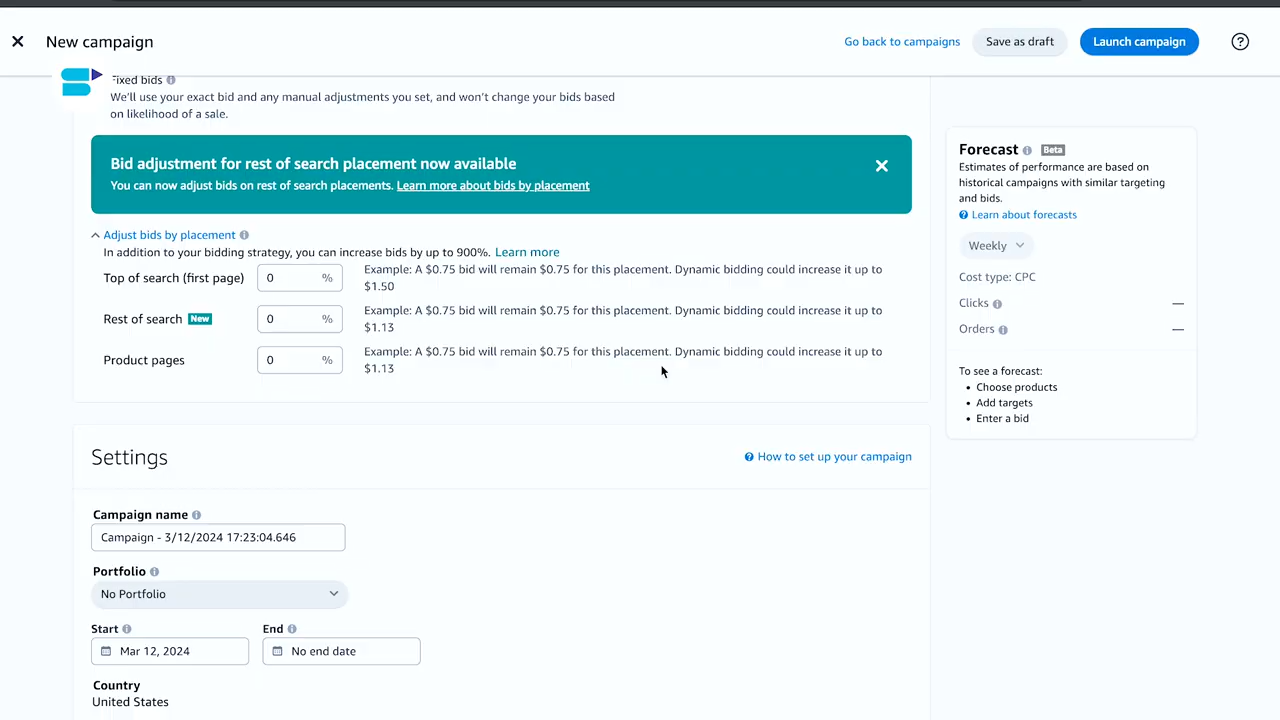 New campaign
Go back to campaigns
Save as draft
Launch campaign
Fixed bids
We'll use your exact bid and any manual adjustments you set, and won't change your bids based
on likelihood of a sale.
Bid adjustment for rest of search placement now available
You can now adjust bids on rest of search placements. Learn more about bids by placement
Adjust bids by placement
In addition to your bidding strategy, you can increase bids by up to 900%. Learn more
Top of search (first page)
0 %
Example: A $0.75 bid will remain $0.75 for this placement. Dynamic bidding could increase it up to
$1.50
Rest of search New
0 %
Example: A $0.75 bid will remain $0.75 for this placement. Dynamic bidding could increase it up to
$1.13
Product pages
0 %
Example: A $0.75 bid will remain $0.75 for this placement. Dynamic bidding could increase it up to
$1.13
Settings
How to set up your campaign
Campaign name
Campaign - 3/12/2024 17:23:04.646
Portfolio
No Portfolio
Start
End
Mar 12, 2024
No end date
Country
United States
Forecast Beta
Estimates of performance are based on
historical campaigns with similar targeting
and bids.
Learn about forecasts
Weekly
Cost type: CPC
Clicks —
Orders —
To see a forecast:
• Choose products
• Add targets
• Enter a bid